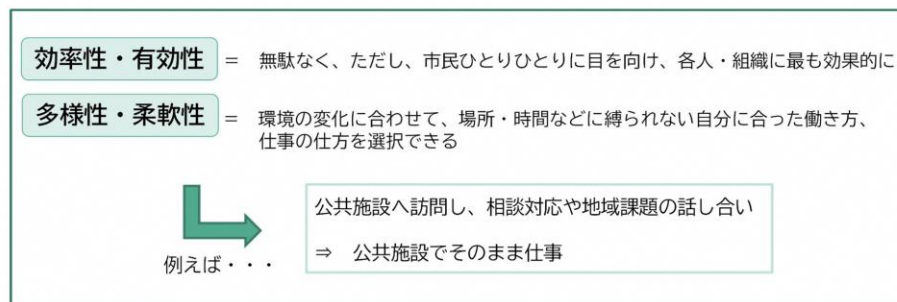 効率性・有効性 = 無駄なく、ただし、市民ひとりひとりに目を向け、各人・組織に最も効果的に
多様性・柔軟性 = 環境の変化に合わせて、場所・時間などに縛られない自分に合った働き方、
仕事の仕方を選択できる
例えば・・・
公共施設へ訪問し、相談対応や地域課題の話し合い
⇒ 公共施設でそのまま仕事